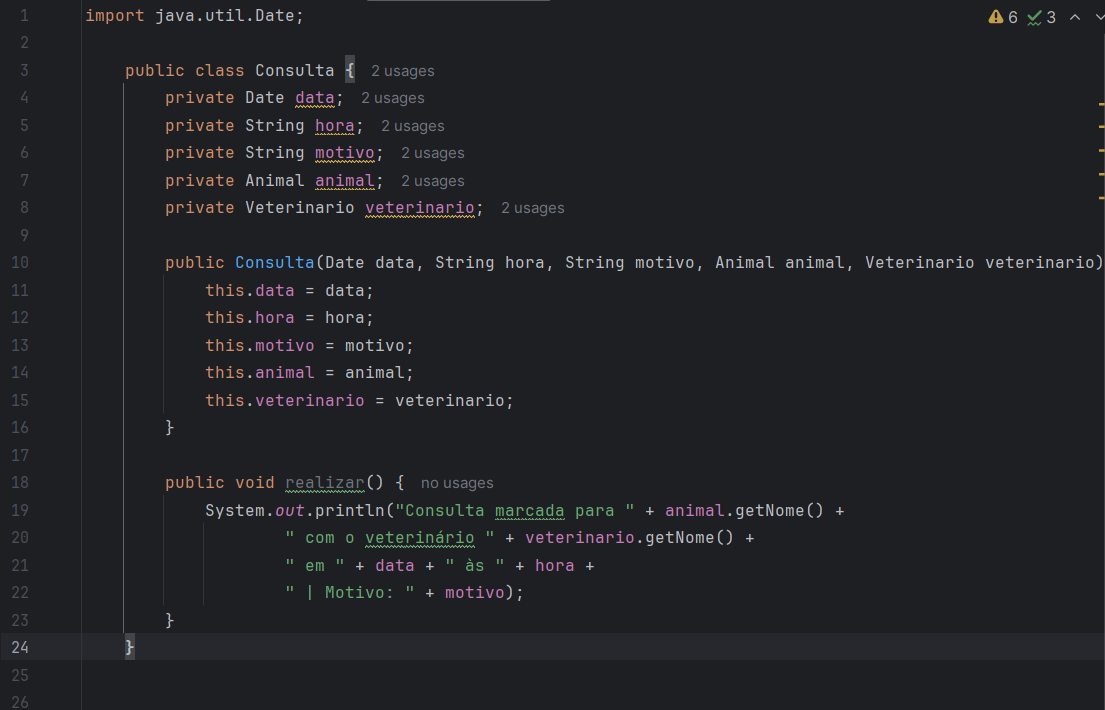 1 import java.util.Date; 6 3
2
3 public class Consulta { 2 usages
4 private Date data; 2 usages
5 private String hora; 2 usages
6 private String motivo; 2 usages
7 private Animal animal; 2 usages
8 private Veterinario veterinario; 2 usages
9
10 public Consulta(Date data, String hora, String motivo, Animal animal, Veterinario veterinario)
11 this.data = data;
12 this.hora = hora;
13 this.motivo = motivo;
14 this.animal = animal;
15 this.veterinario = veterinario;
16 }
17
18 public void realizar() { no usages
19 System.out.println("Consulta marcada para " + animal.getNome() +
20 " com o veterinário " + veterinario.getNome() +
21 " em " + data + " às " + hora +
22 " | Motivo: " + motivo);
23 }
24 }
25
26